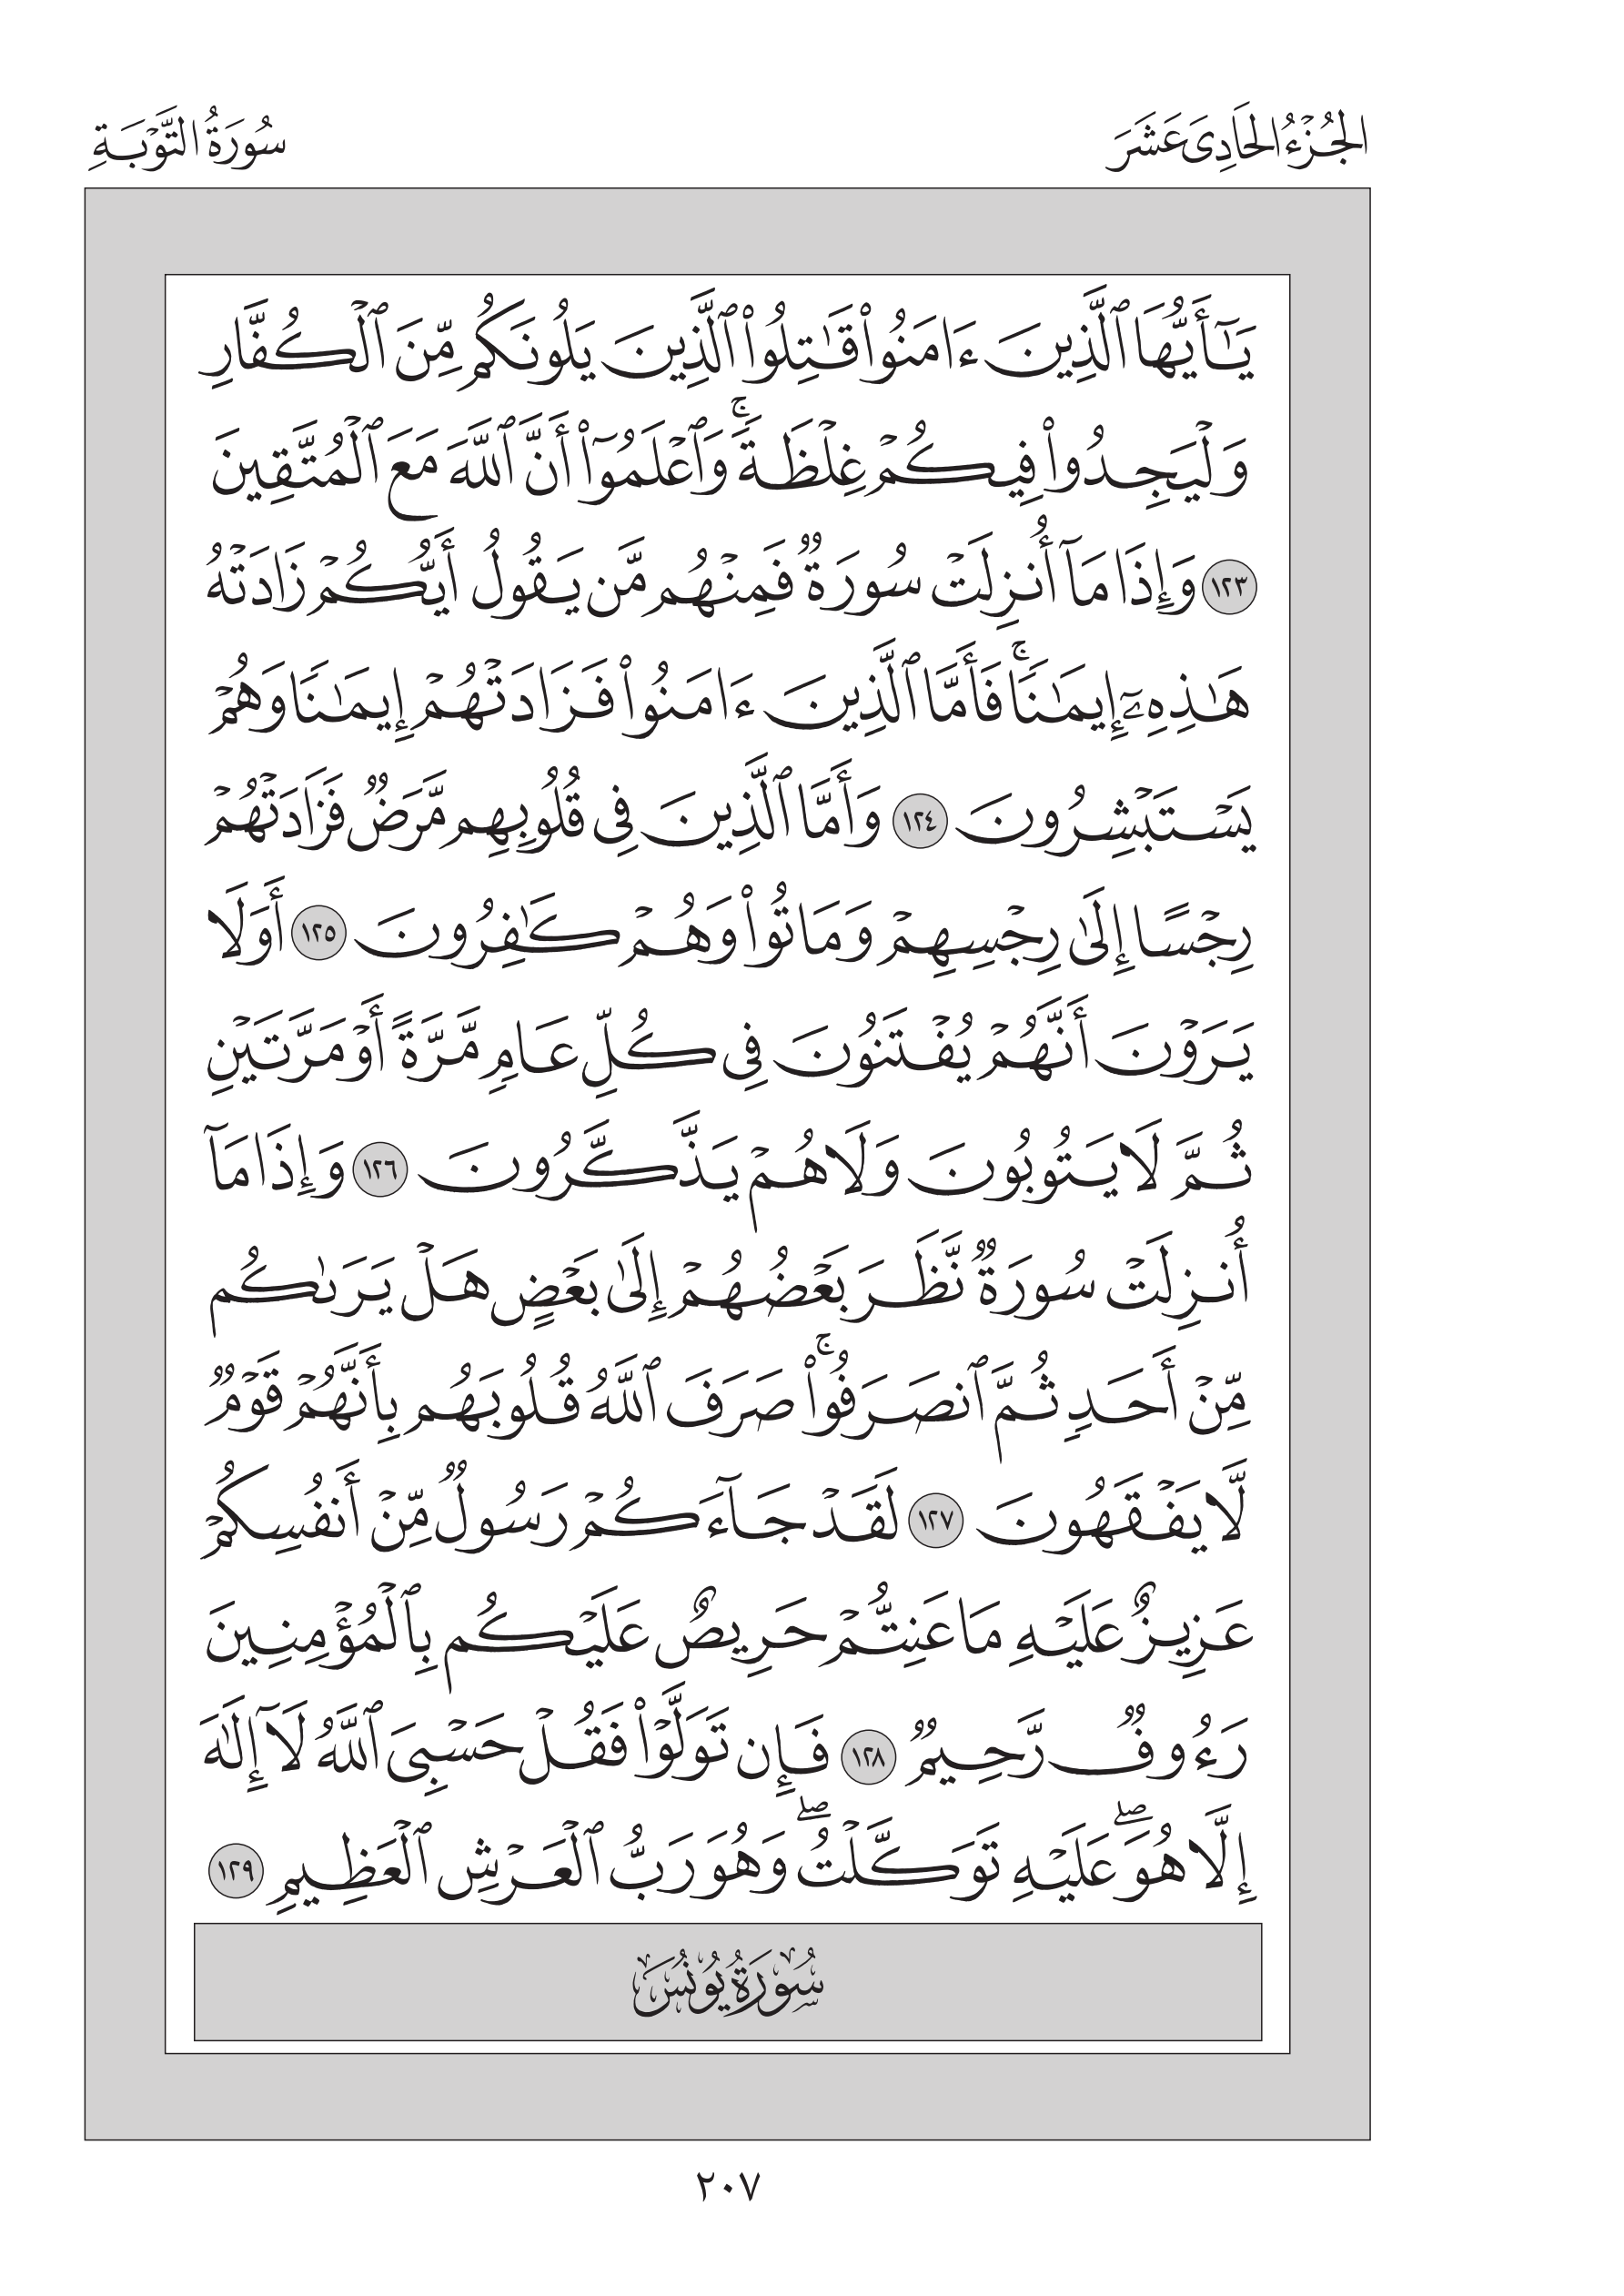 الجُزْءُ الحَادِىَ عَشَرَ
سُورَةُ التَّوْبَةِ
يَٰٓأَيُّهَا ٱلَّذِينَ ءَامَنُوا۟ قَٰتِلُوا۟ ٱلَّذِينَ يَلُونَكُم مِّنَ ٱلْكُفَّارِ
وَلْيَجِدُوا۟ فِيكُمْ غِلْظَةًۚ وَٱعْلَمُوٓا۟ أَنَّ ٱللَّهَ مَعَ ٱلْمُتَّقِينَ
١٢٣ وَإِذَا مَآ أُنزِلَتْ سُورَةٌ فَمِنْهُم مَّن يَقُولُ أَيُّكُمْ زَادَتْهُ
هَٰذِهِۦٓ إِيمَٰنًاۚ فَأَمَّا ٱلَّذِينَ ءَامَنُوا۟ فَزَادَتْهُمْ إِيمَٰنًا وَهُمْ
يَسْتَبْشِرُونَ ١٢٤ وَأَمَّا ٱلَّذِينَ فِى قُلُوبِهِم مَّرَضٌ فَزَادَتْهُمْ
رِجْسًا إِلَىٰ رِجْسِهِمْ وَمَاتُوا۟ وَهُمْ كَٰفِرُونَ ١٢٥ أَوَلَا
يَرَوْنَ أَنَّهُمْ يُفْتَنُونَ فِى كُلِّ عَامٍ مَّرَّةً أَوْ مَرَّتَيْنِ
ثُمَّ لَا يَتُوبُونَ وَلَا هُمْ يَذَّكَّرُونَ ١٢٦ وَإِذَا مَآ
أُنزِلَتْ سُورَةٌ نَّظَرَ بَعْضُهُمْ إِلَىٰ بَعْضٍ هَلْ يَرَىٰكُم
مِّنْ أَحَدٍ ثُمَّ ٱنصَرَفُوا۟ۚ صَرَفَ ٱللَّهُ قُلُوبَهُم بِأَنَّهُمْ قَوْمٌ
لَّا يَفْقَهُونَ ١٢٧ لَقَدْ جَآءَكُمْ رَسُولٌ مِّنْ أَنفُسِكُمْ
عَزِيزٌ عَلَيْهِ مَا عَنِتُّمْ حَرِيصٌ عَلَيْكُم بِٱلْمُؤْمِنِينَ
رَءُوفٌ رَّحِيمٌ ١٢٨ فَإِن تَوَلَّوْا۟ فَقُلْ حَسْبِىَ ٱللَّهُ لَآ إِلَٰهَ
إِلَّا هُوَۖ عَلَيْهِ تَوَكَّلْتُۖ وَهُوَ رَبُّ ٱلْعَرْشِ ٱلْعَظِيمِ ١٢٩
سُورَةُ يُونُسَ
٢٠٧